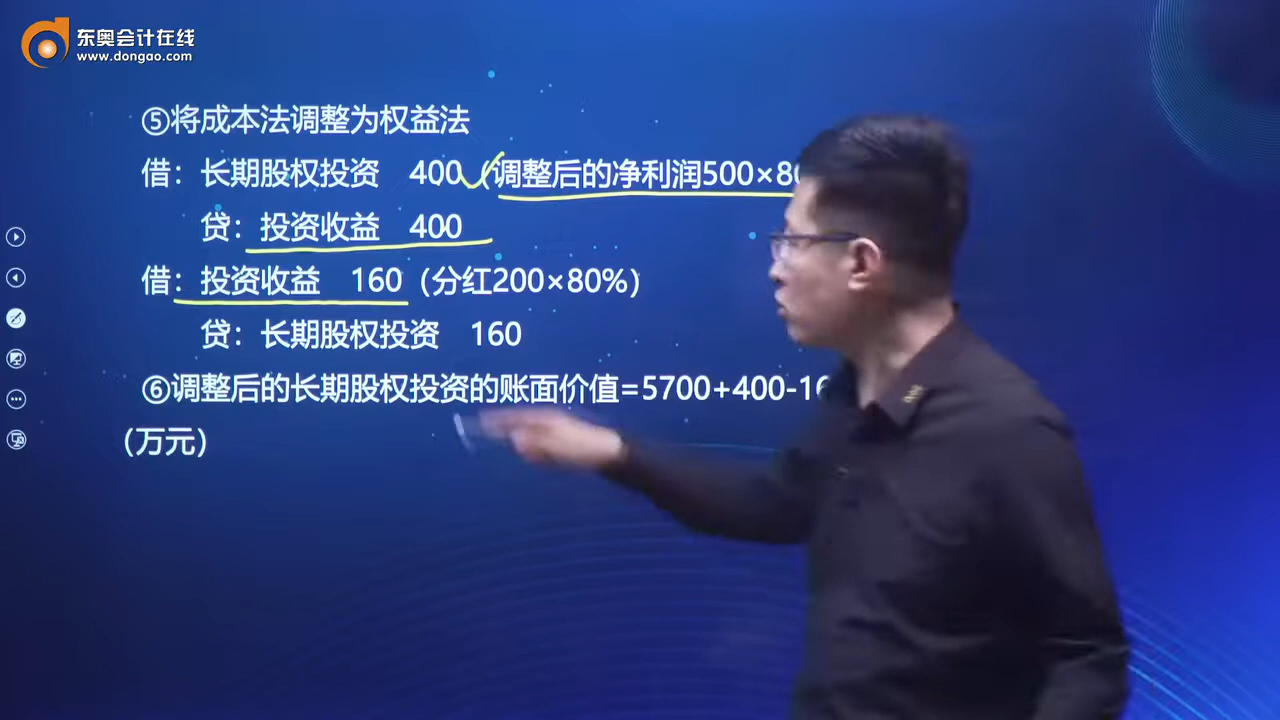 东奥会计在线
www.dongao.com
⑤将成本法调整为权益法
借：长期股权投资 400（调整后的净利润500×80
贷：投资收益 400
借：投资收益 160（分红200×80%）
贷：长期股权投资 160
⑥调整后的长期股权投资的账面价值=5700+400-16
（万元）